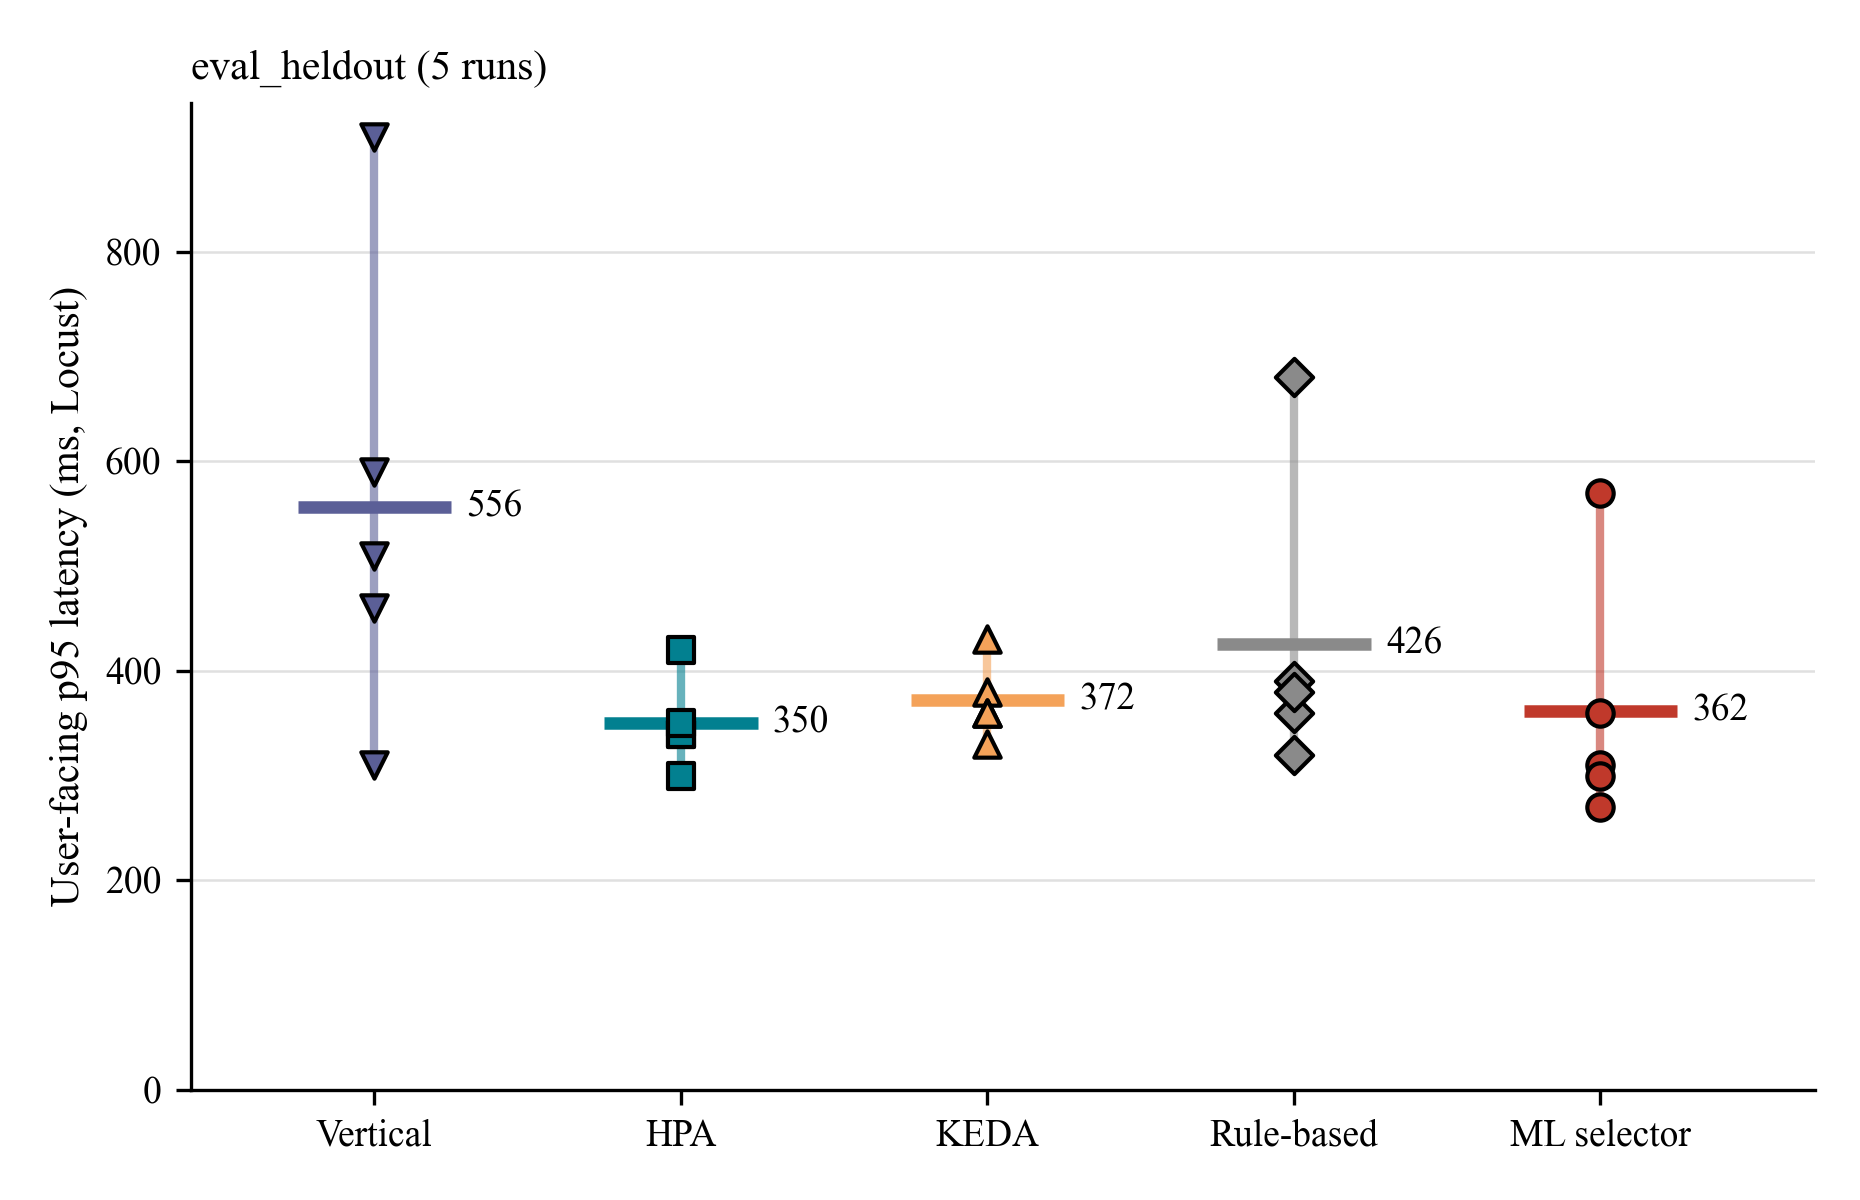 eval_heldout (5 runs)
User-facing p95 latency (ms, Locust)
800
600
400
200
0
556
350
372
426
362
Vertical
HPA
KEDA
Rule-based
ML selector